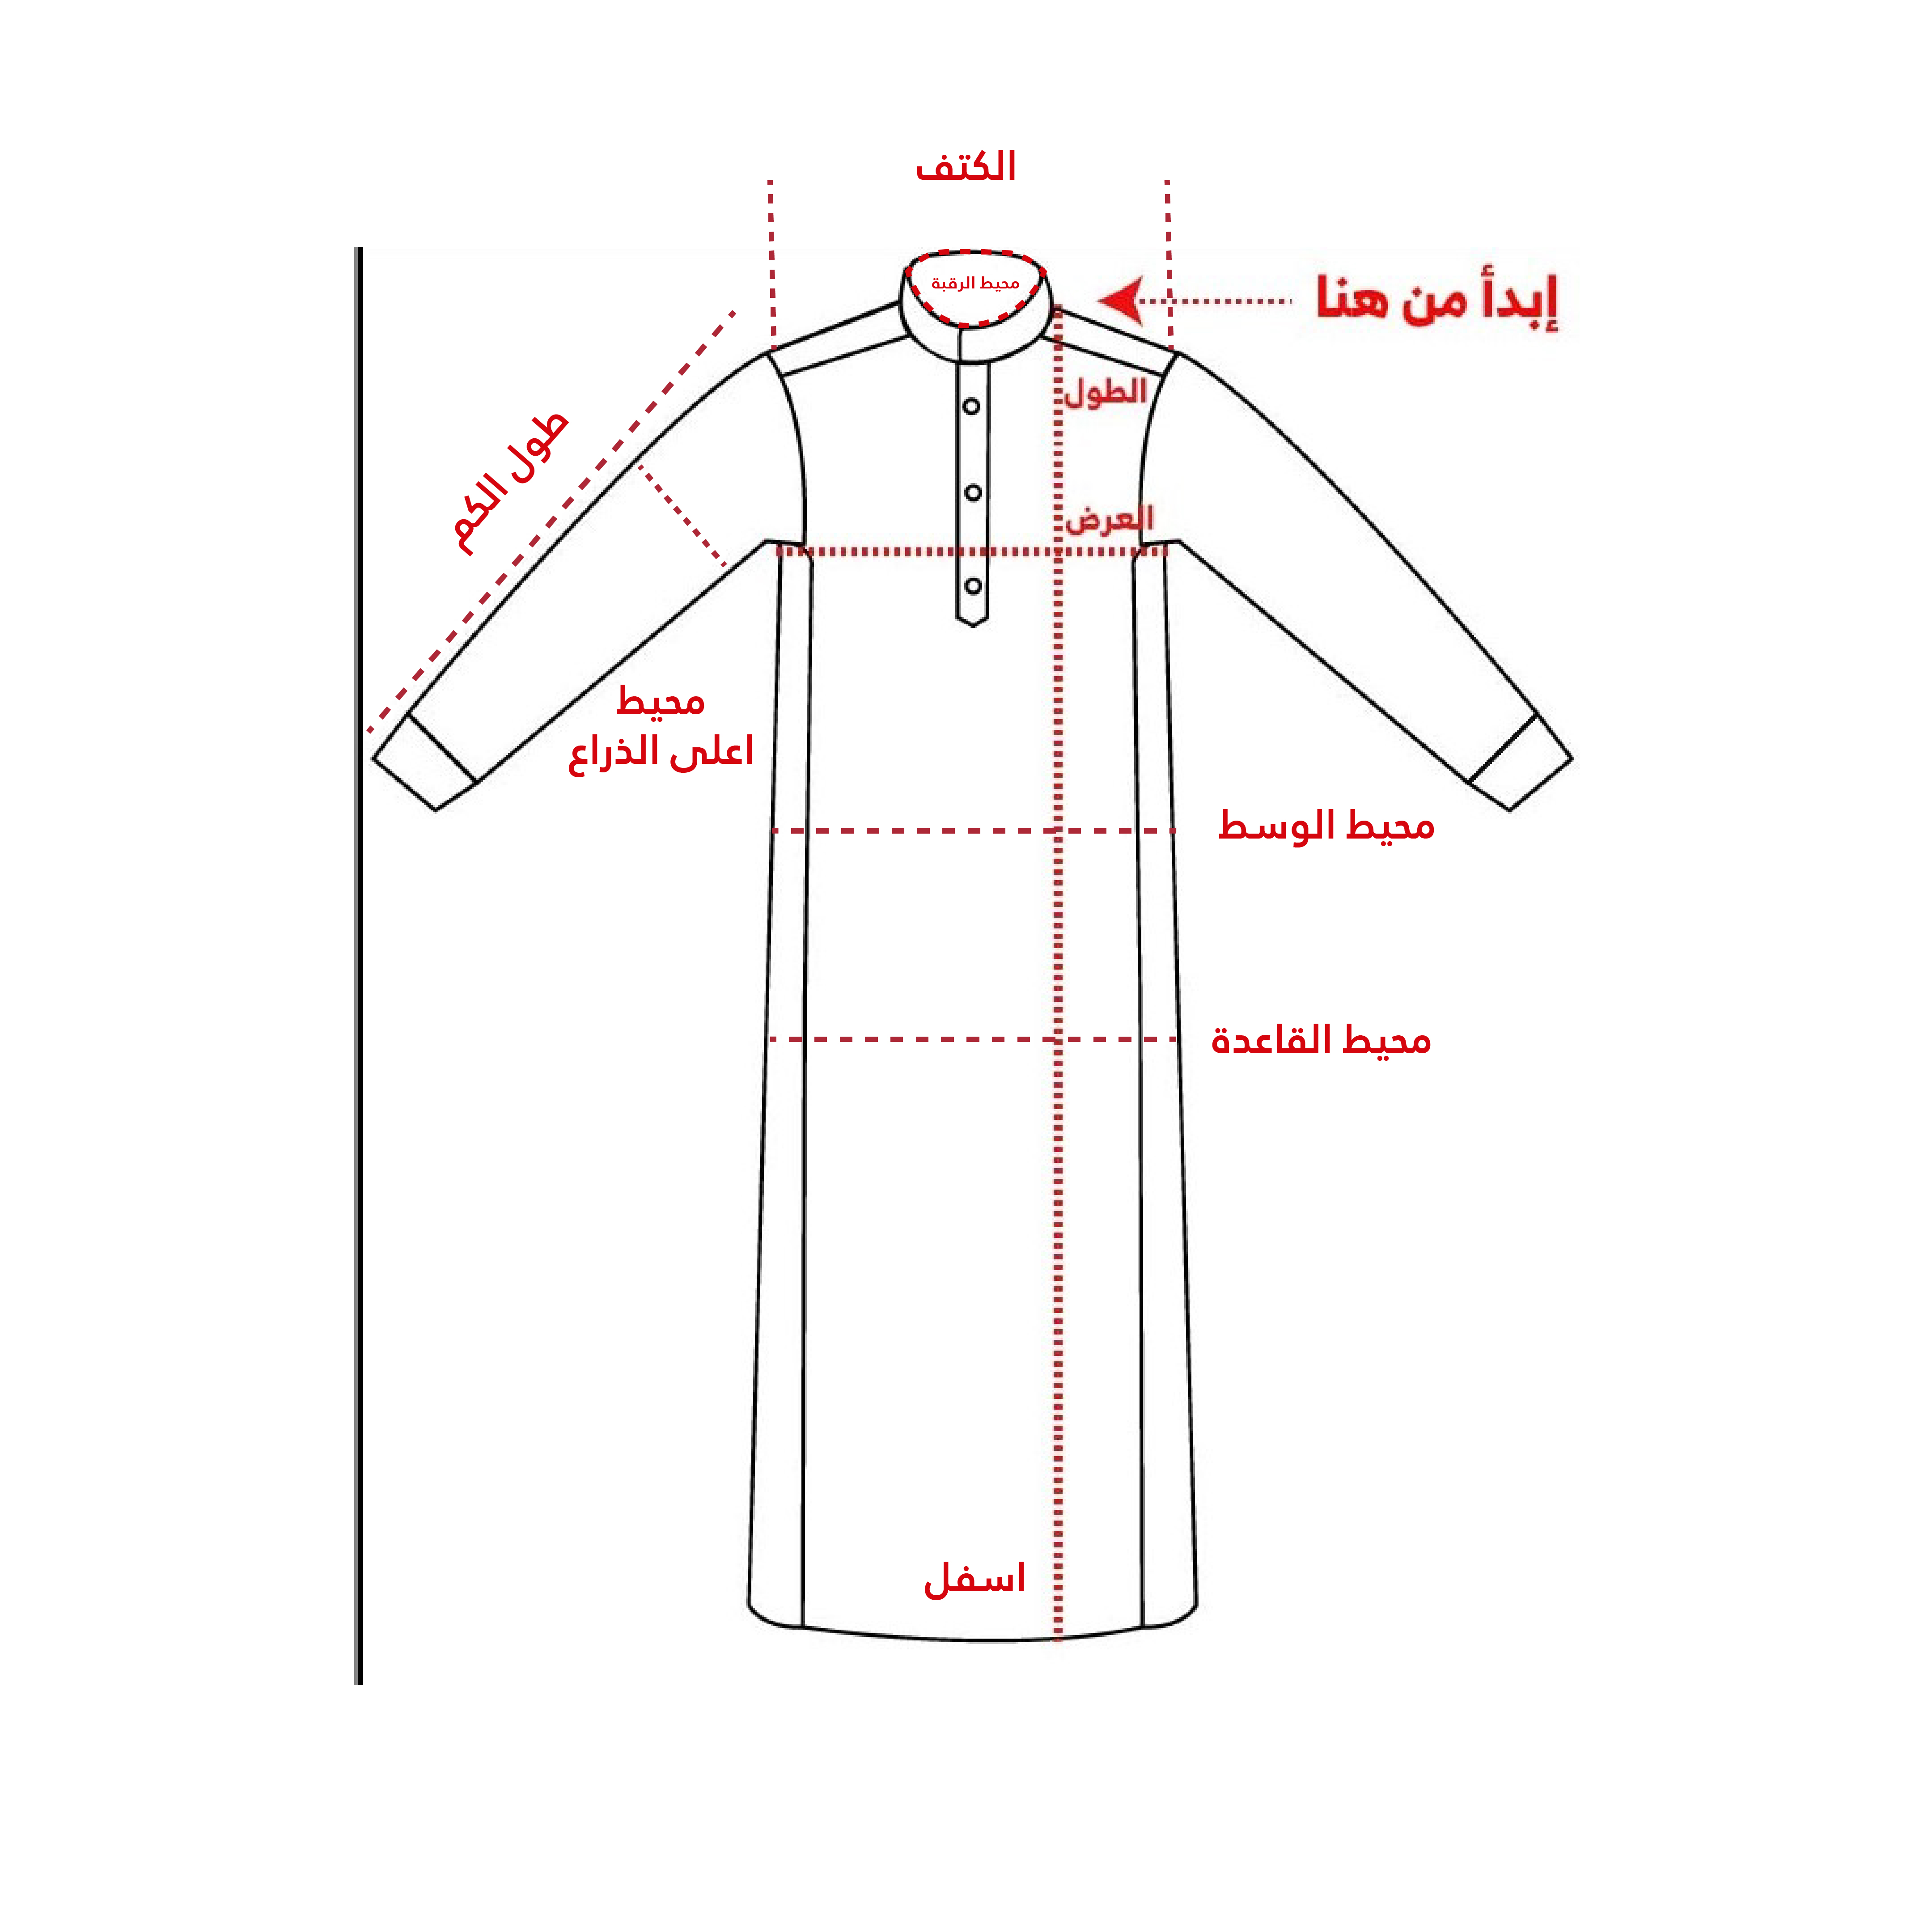 الكتف
محيط الرقبة
إبدأ من هنا
الطول
طول الكم
العرض
محيط
اعلى الذراع
محيط الوسط
محيط القاعدة
اسفل